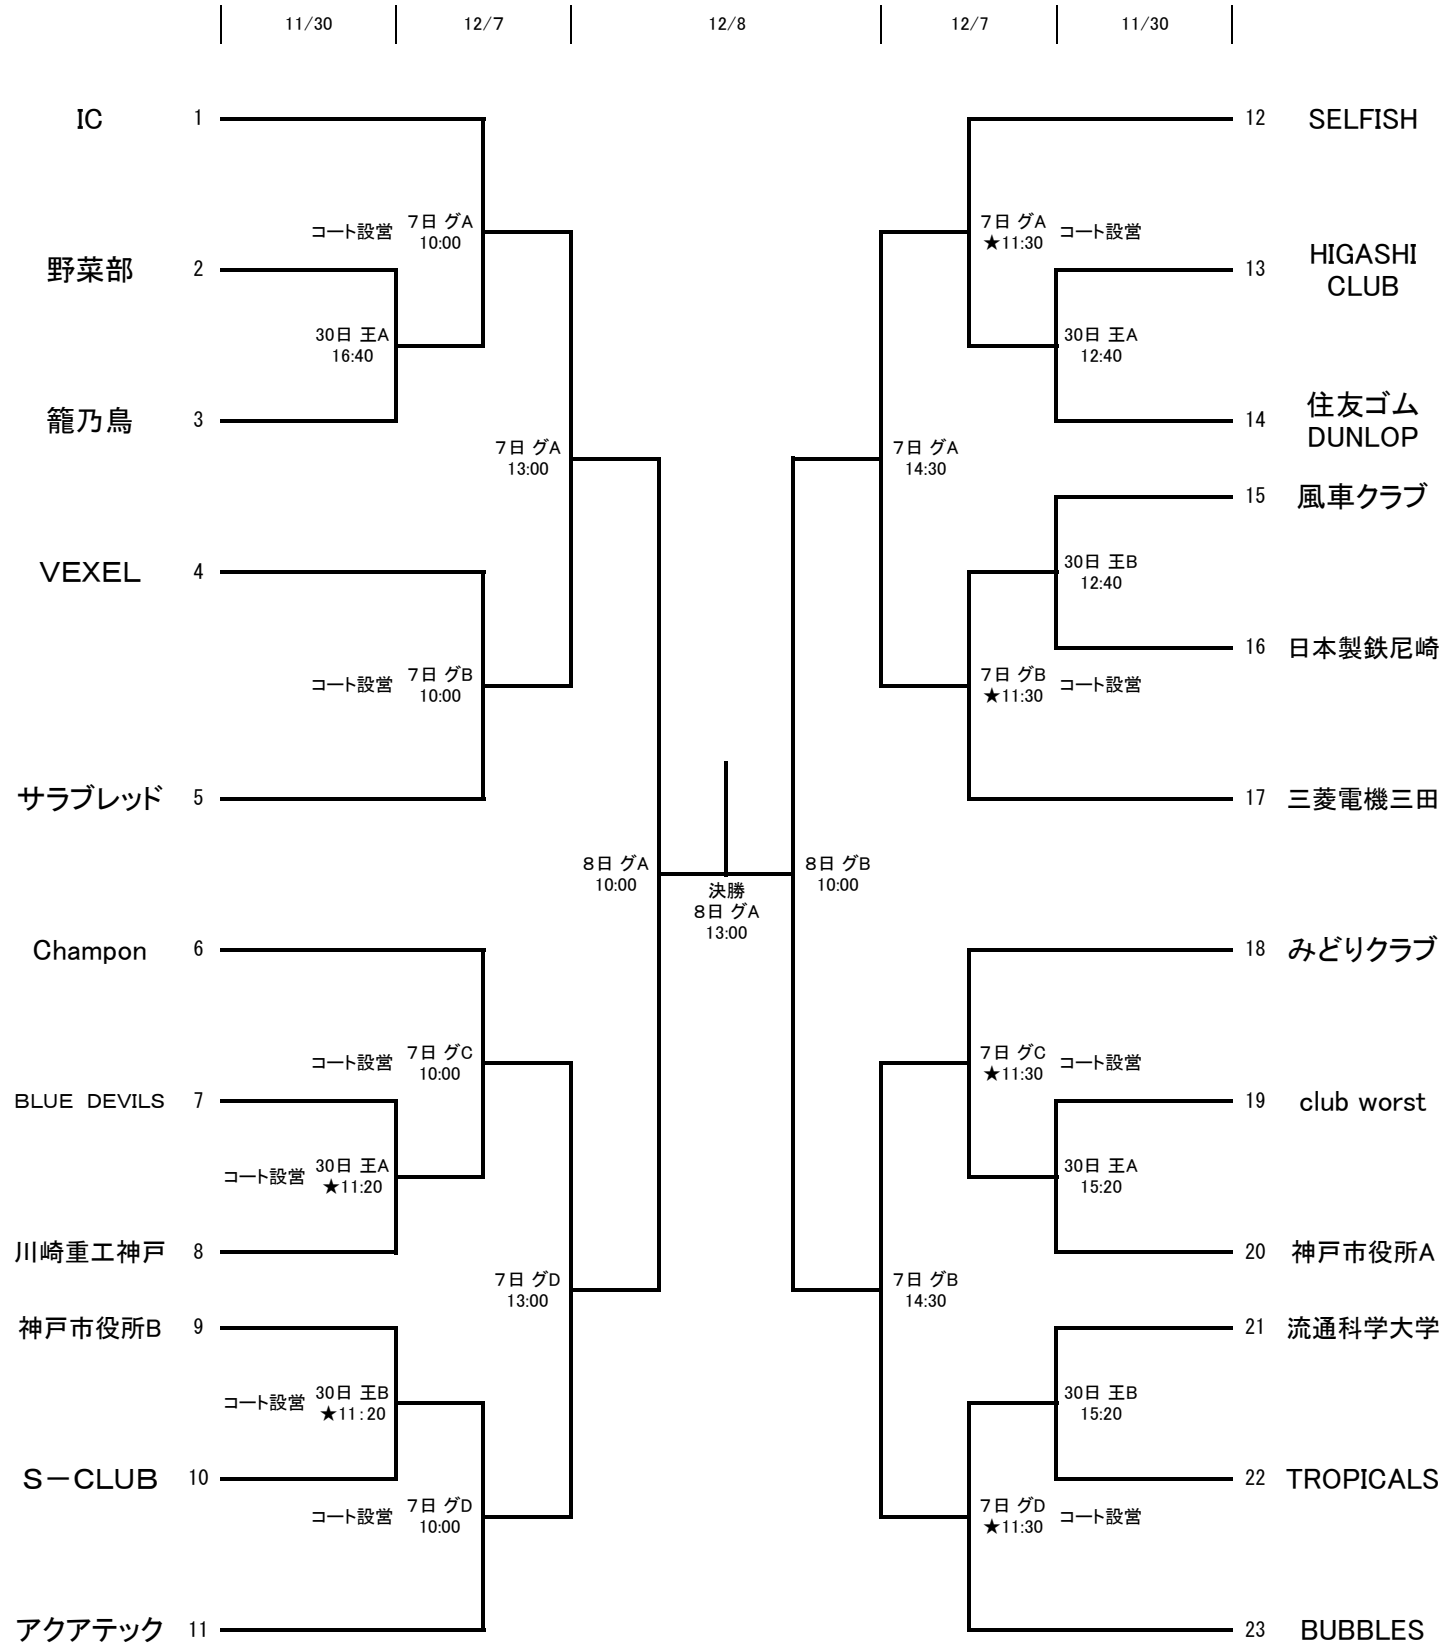 11/30
12/7
12/8
12/7
11/30
IC
1
コート設営
7日 グA
10:00
野菜部
2
30日 王A
16:40
籠乃鳥
3
7日 グA
13:00
VEXEL
4
コート設営
7日 グB
10:00
サラブレッド
5
8日 グA
10:00
Champon
6
コート設営
7日 グC
10:00
BLUE DEVILS
7
コート設営
30日 王A
★11:20
川崎重工神戸
8
7日 グD
13:00
神戸市役所B
9
コート設営
30日 王B
★11:20
S－CLUB
10
コート設営
7日 グD
10:00
アクアテック
11
決勝
8日 グA
13:00
12
SELFISH
7日 グA
★11:30
コート設営
13
HIGASHI
CLUB
30日 王A
12:40
14
住友ゴム
DUNLOP
7日 グA
14:30
15
風車クラブ
30日 王B
12:40
16
日本製鉄尼崎
7日 グB
★11:30
コート設営
17
三菱電機三田
8日 グB
10:00
18
みどりクラブ
7日 グC
★11:30
コート設営
19
club worst
30日 王A
15:20
20
神戸市役所A
7日 グB
14:30
21
流通科学大学
30日 王B
15:20
22
TROPICALS
7日 グD
★11:30
コート設営
23
BUBBLES